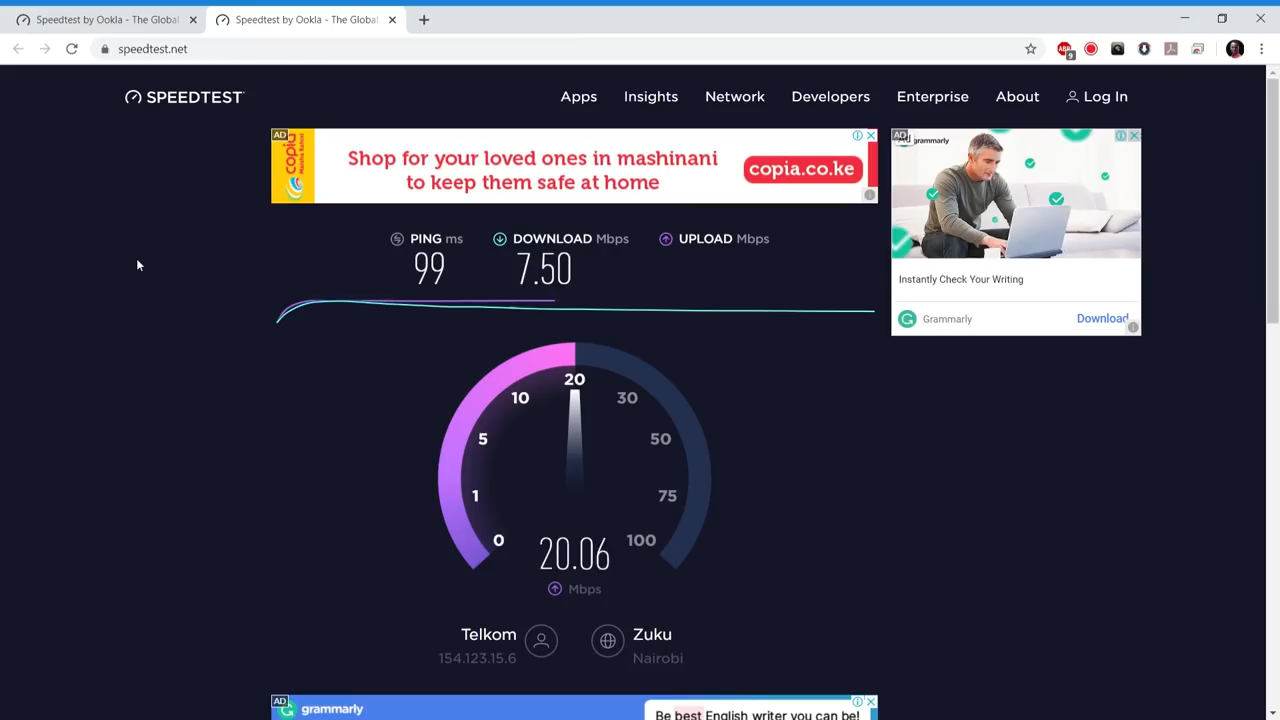 Speedtest by Ookla - The Global
Speedtest by Ookla - The Global
speedtest.net
ABP
9
SPEEDTEST
Apps
Insights
Network
Developers
Enterprise
About
Log In
AD
copia
Shop for your loved ones in mashinani
to keep them safe at home
copia.co.ke
Ad
grammarly
Instantly Check Your Writing
Grammarly
Download
PING ms
DOWNLOAD Mbps
UPLOAD Mbps
99
7.50
0
1
5
10
20
30
50
75
100
20.06
Mbps
Telkom
154.123.15.6
Zuku
Nairobi
AD
grammarly
Be best English writer you can be!